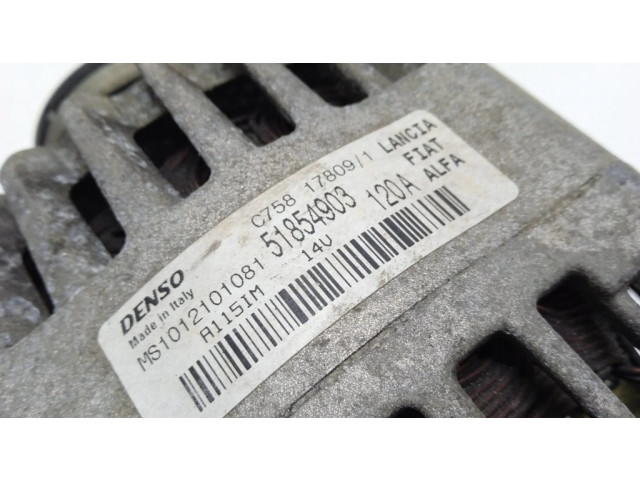 DENSO
Made in Italy
C758 17809/1 LANCIA
51854903 120A FIAT
MS1012101081 14V ALFA
A115IM